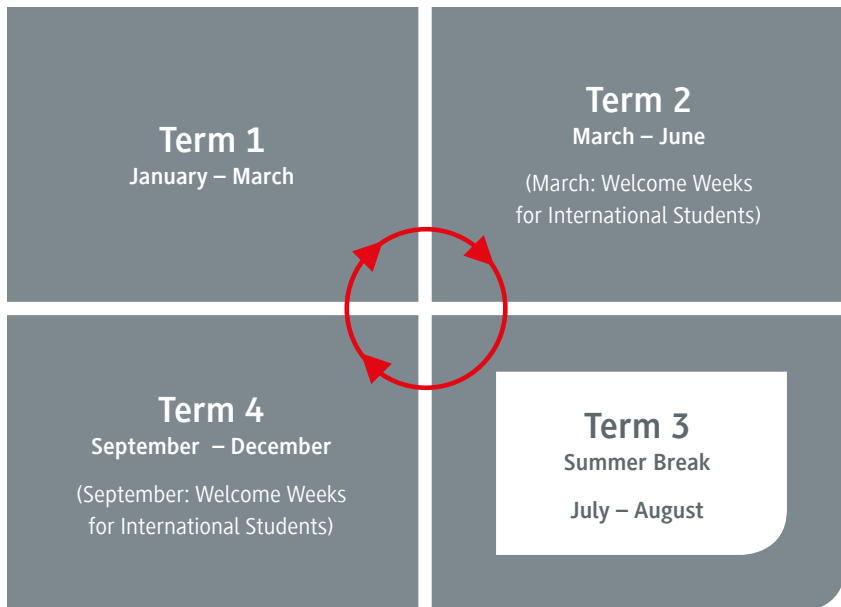 Term 1
January – March
Term 2
March – June
(March: Welcome Weeks
for International Students)
Term 4
September – December
(September: Welcome Weeks
for International Students)
Term 3
Summer Break
July – August